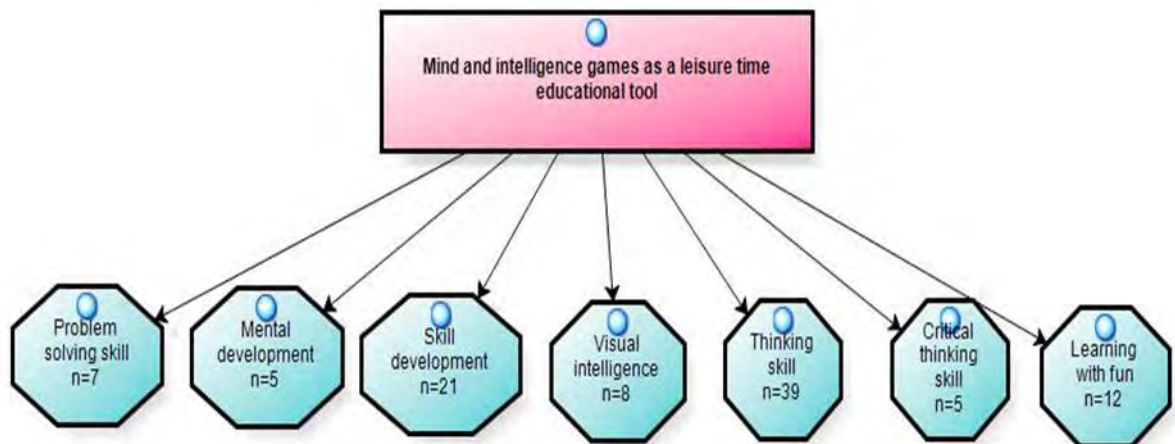 Mind and intelligence games as a leisure time
educational tool
Problem
solving skill
n=7
Mental
development
n=5
Skill
development
n=21
Visual
intelligence
n=8
Thinking
skill
n=39
Critical
thinking
skill
n=5
Learning
with fun
n=12